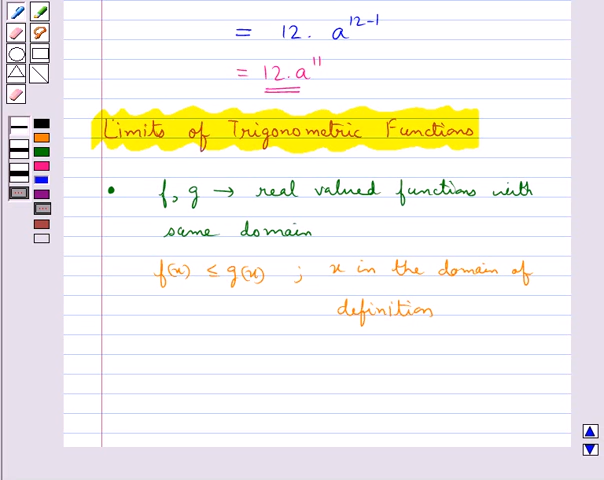 = 12. a^{12-1}
= 12.a^{11}
Limits of Trigonometric Functions
• f, g → real valued functions with
same domain
f(x) ≤ g(x) ; x in the domain of
definition